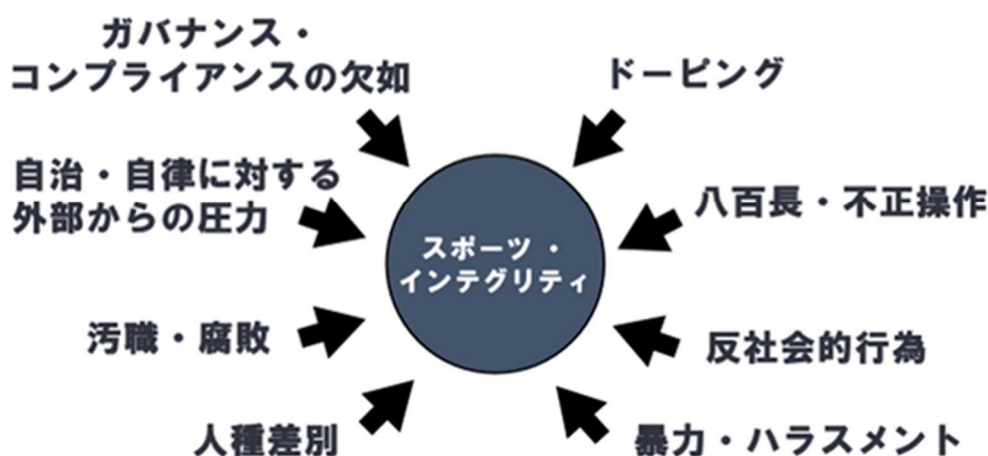 ガバナンス・
コンプライアンスの欠如
ドーピング
自治・自律に対する
外部からの圧力
八百長・不正操作
スポーツ・
インテグリティ
汚職・腐敗
反社会的行為
人種差別
暴力・ハラスメント